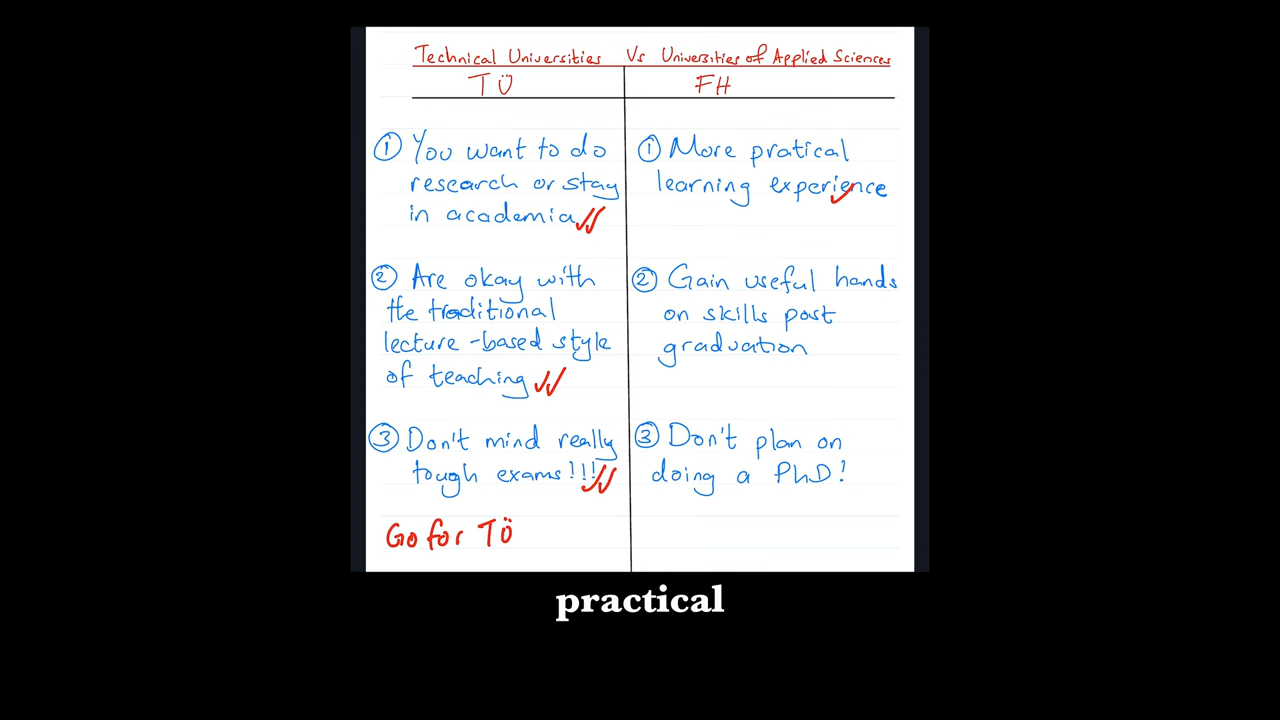 Technical Universities Vs Universities of Applied Sciences
TÜ
FH
① You want to do
research or stay
in academia
② Are okay with
the traditional
lecture-based style
of teaching
③ Don't mind really
tough exams!!!
Go for TÜ
① More pratical
learning experience
② Gain useful hands
on skills post
graduation
③ Don't plan on
doing a PhD!
practical